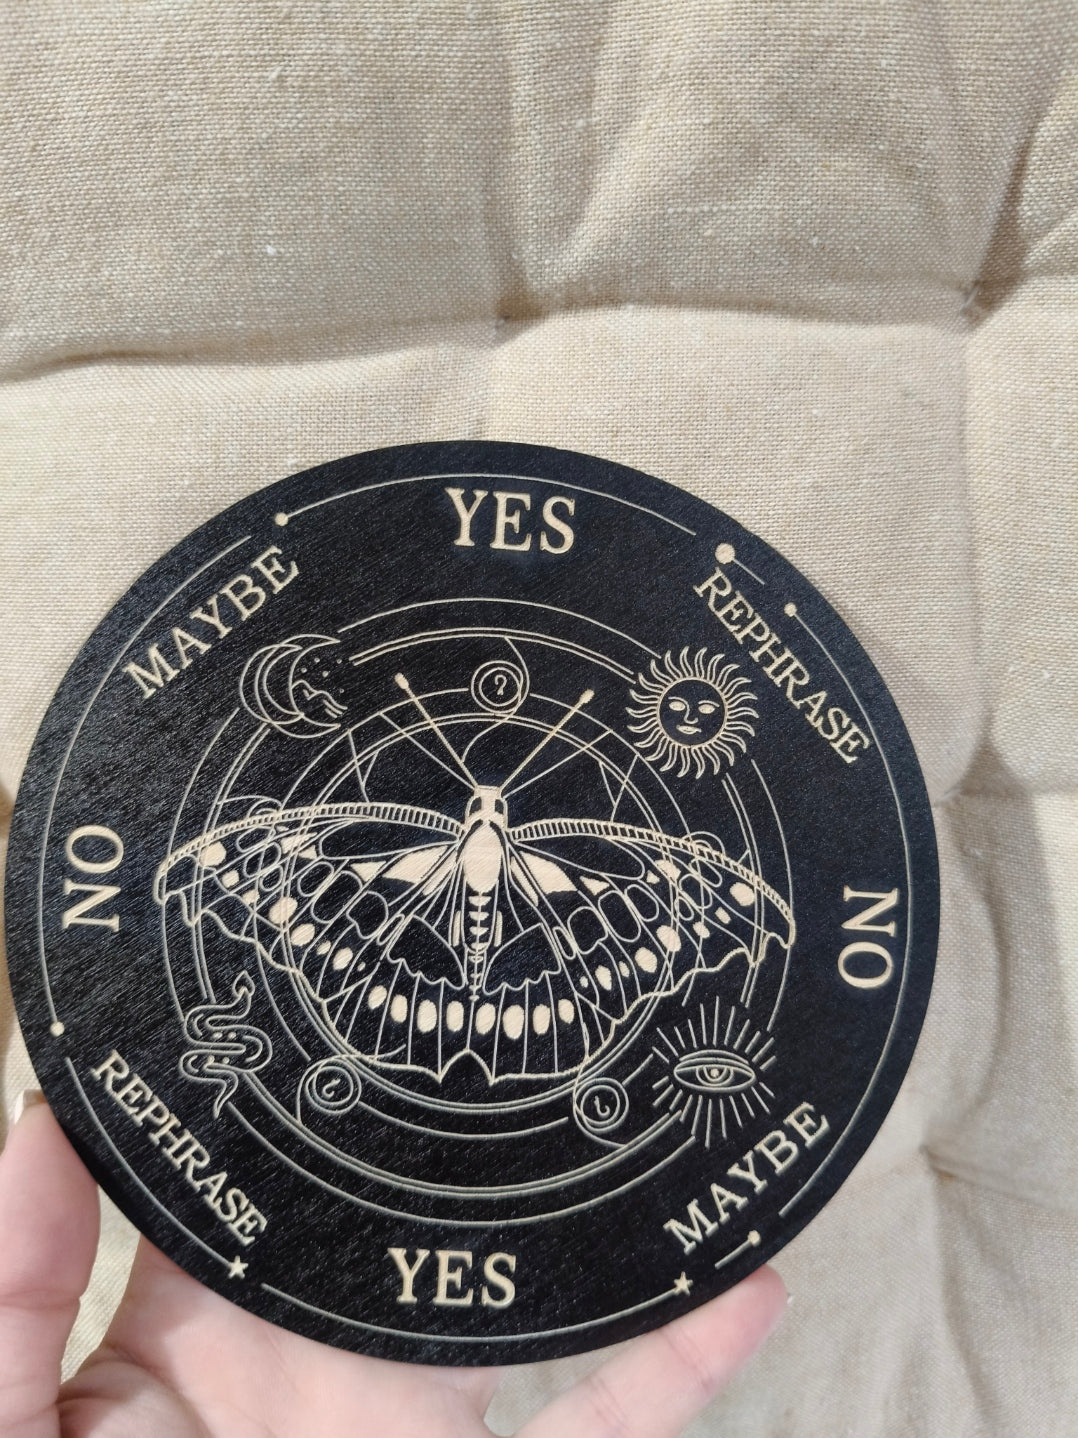 YES
REPHRASE
NO
MAYBE
YES
REPHRASE
NO
MAYBE